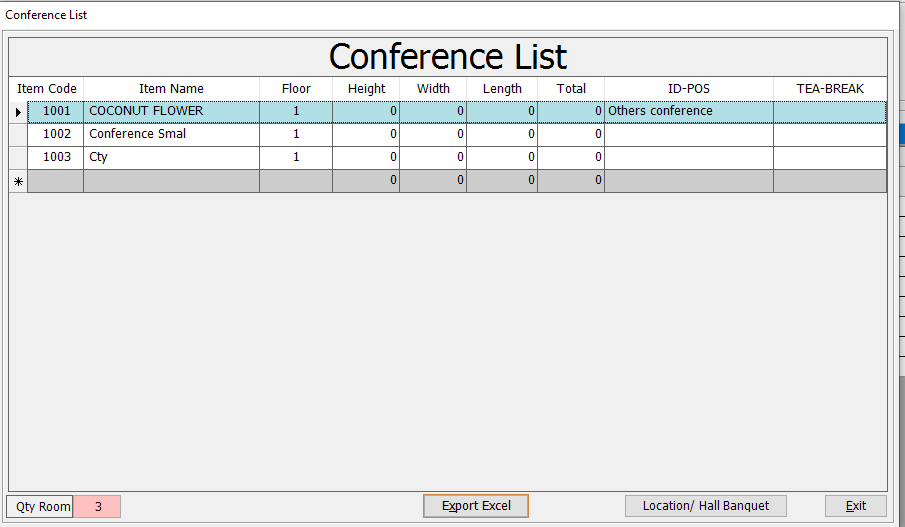 Conference List
Conference List
Item Code Item Name Floor Height Width Length Total ID-POS TEA-BREAK
1001 COCONUT FLOWER 1 0 0 0 0 Others conference
1002 Conference Smal 1 0 0 0 0
1003 Cty 1 0 0 0 0
0 0 0 0
Qty Room 3 Export Excel Location/ Hall Banquet Exit